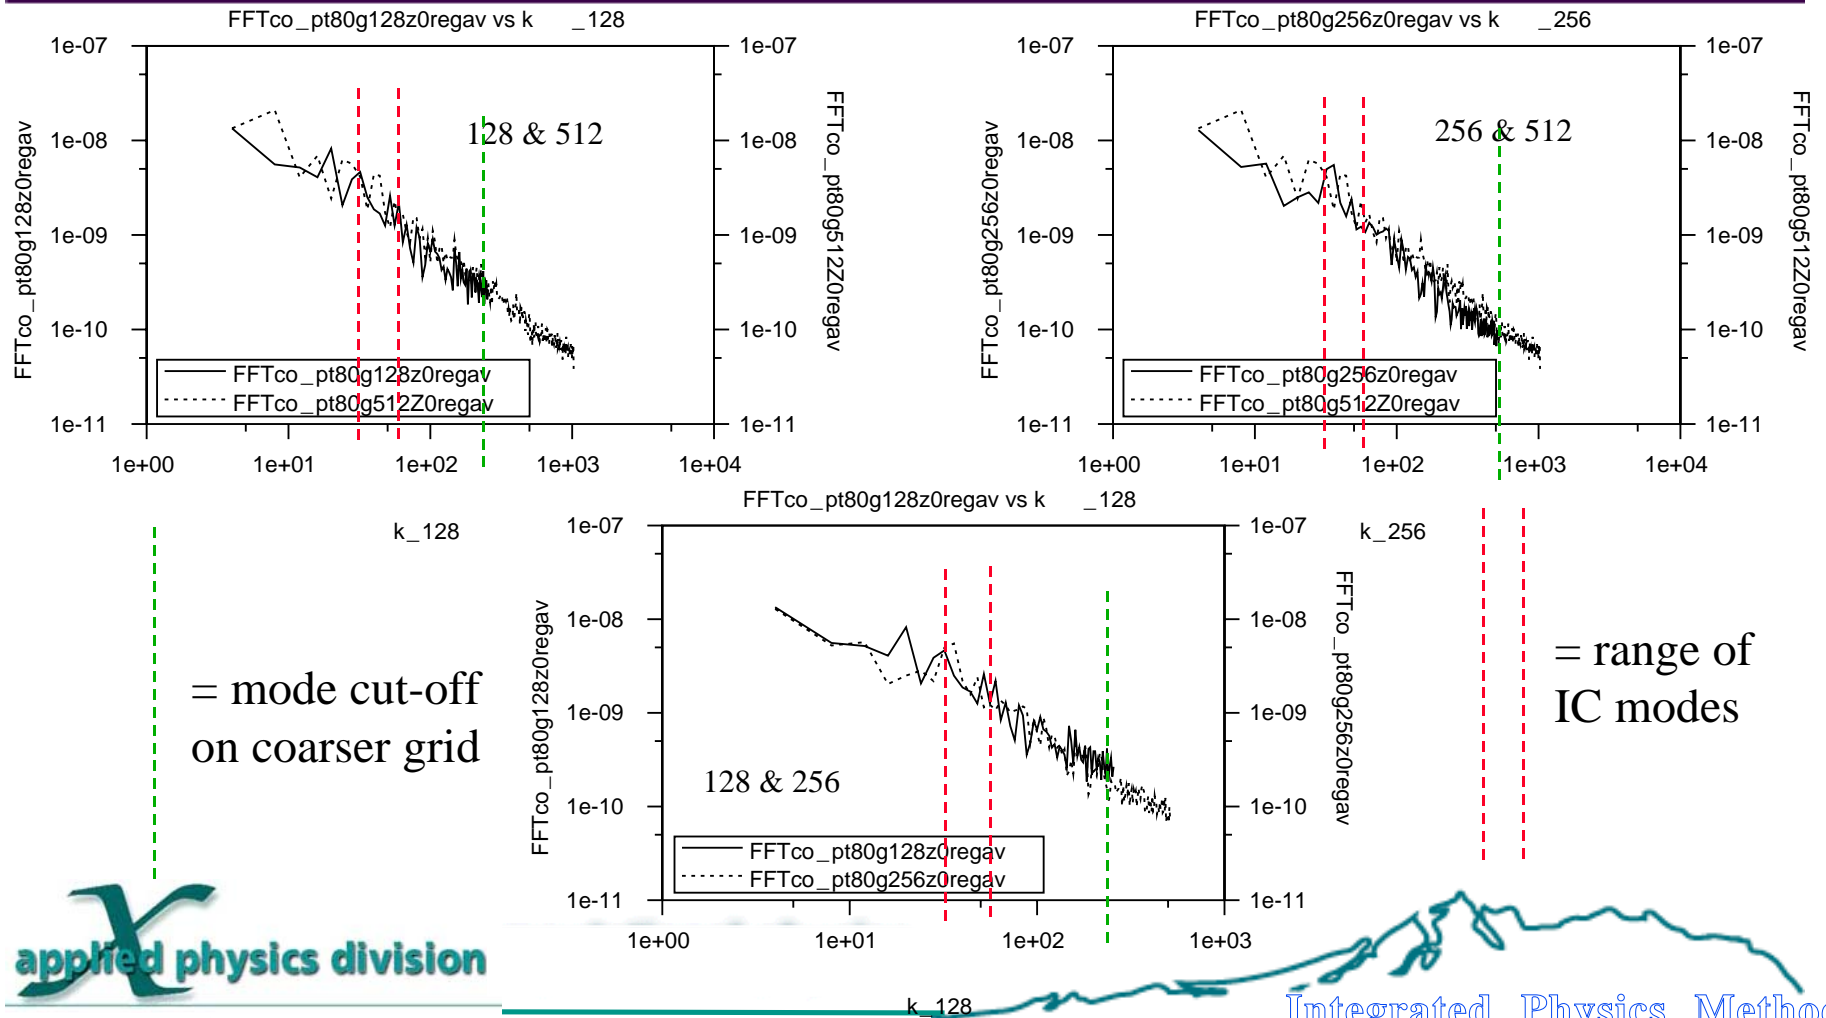 FFTco_pt80g128z0regav vs k _128
1e-07
1e-08
1e-09
1e-10
1e-11
1e-07
1e-08
1e-09
1e-10
1e-11
FFTco_pt80g128z0regav
FFTco_pt80g512Z0regav
128 & 512
FFTco_pt80g128z0regav
FFTco_pt80g512Z0regav
1e+00
1e+01
1e+02
1e+03
1e+04
k_128
FFTco_pt80g256z0regav vs k _256
1e-07
1e-08
1e-09
1e-10
1e-11
1e-07
1e-08
1e-09
1e-10
1e-11
FFTco_pt80g256z0regav
FFTco_pt80g512Z0regav
256 & 512
FFTco_pt80g256z0regav
FFTco_pt80g512Z0regav
1e+00
1e+01
1e+02
1e+03
1e+04
k_256
FFTco_pt80g128z0regav vs k _128
1e-07
1e-08
1e-09
1e-10
1e-11
1e-07
1e-08
1e-09
1e-10
1e-11
FFTco_pt80g128z0regav
FFTco_pt80g256z0regav
128 & 256
FFTco_pt80g128z0regav
FFTco_pt80g256z0regav
1e+00
1e+01
1e+02
1e+03
k_128
= mode cut-off
on coarser grid
= range of
IC modes
applied physics division
Integrated Physics Metho